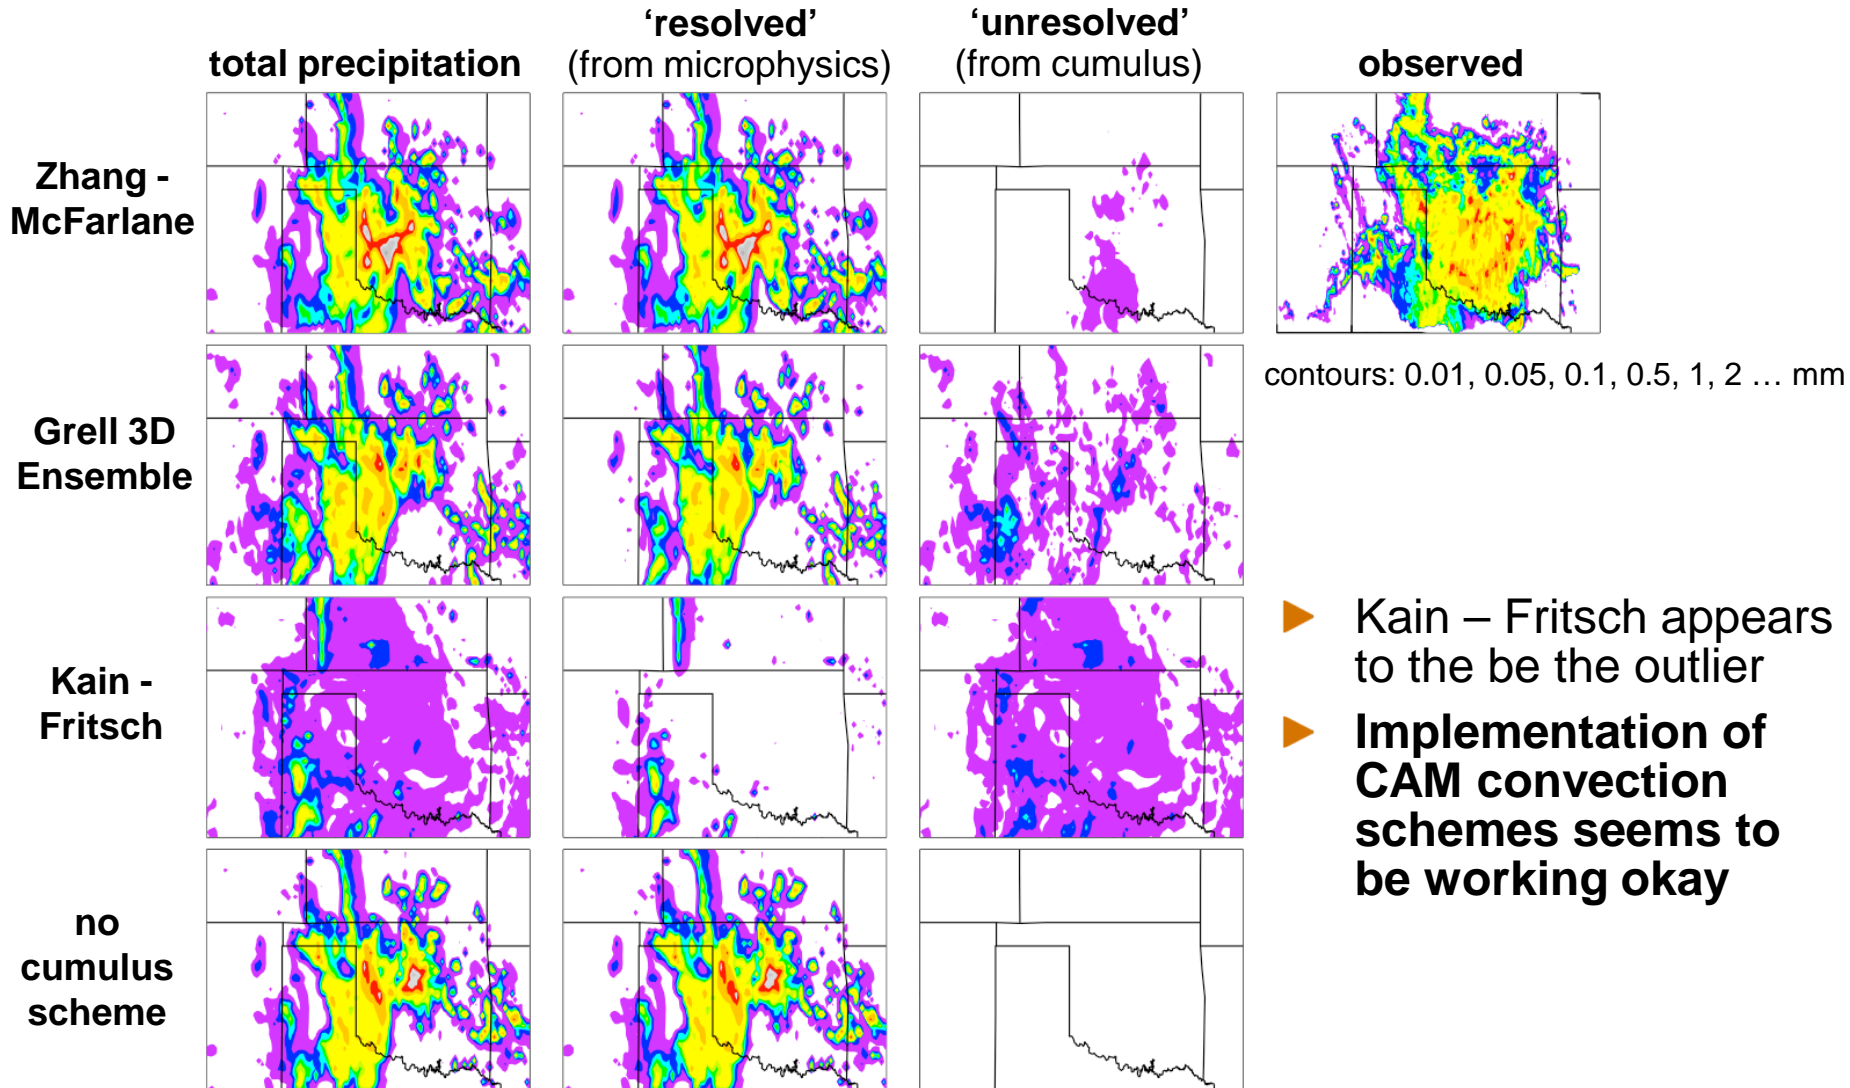 total precipitation
‘resolved’
(from microphysics)
‘unresolved’
(from cumulus)
observed
Zhang -
McFarlane
contours: 0.01, 0.05, 0.1, 0.5, 1, 2 … mm
Grell 3D
Ensemble
Kain -
Fritsch
► Kain – Fritsch appears
to the be the outlier
► Implementation of
CAM convection
schemes seems to
be working okay
no
cumulus
scheme